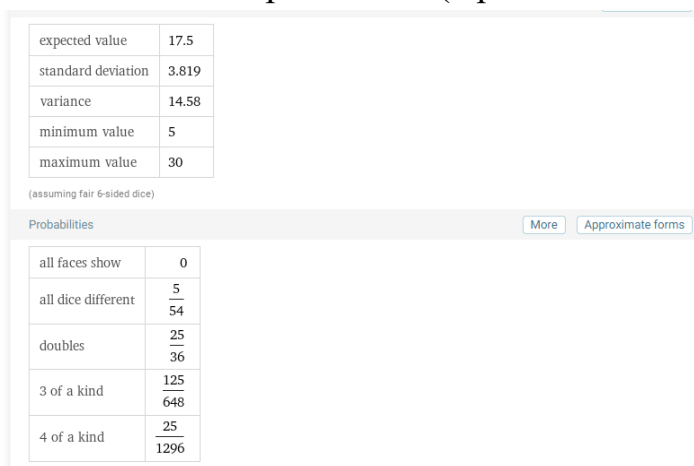 expected value 17.5
standard deviation 3.819
variance 14.58
minimum value 5
maximum value 30
(assuming fair 6-sided dice)
Probabilities More Approximate forms
all faces show 0
all dice different 5/54
doubles 25/36
3 of a kind 125/648
4 of a kind 25/1296